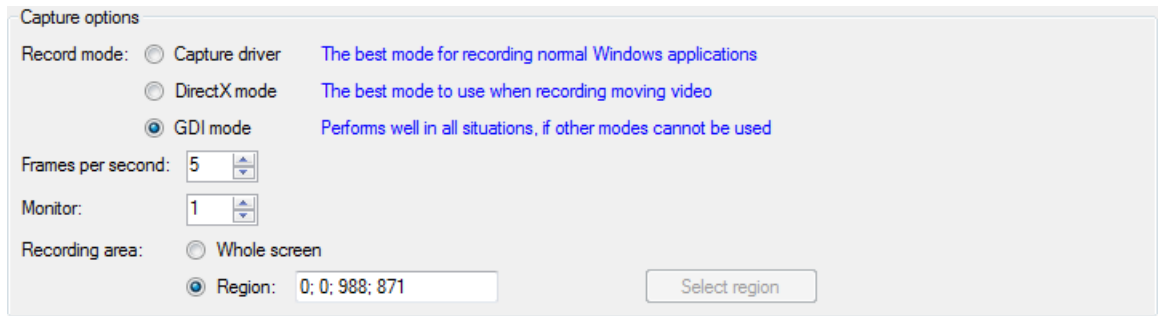 Capture options
Record mode: Capture driver The best mode for recording normal Windows applications
DirectX mode The best mode to use when recording moving video
GDI mode Performs well in all situations, if other modes cannot be used
Frames per second: 5
Monitor: 1
Recording area: Whole screen
Region: 0; 0; 988; 871 Select region